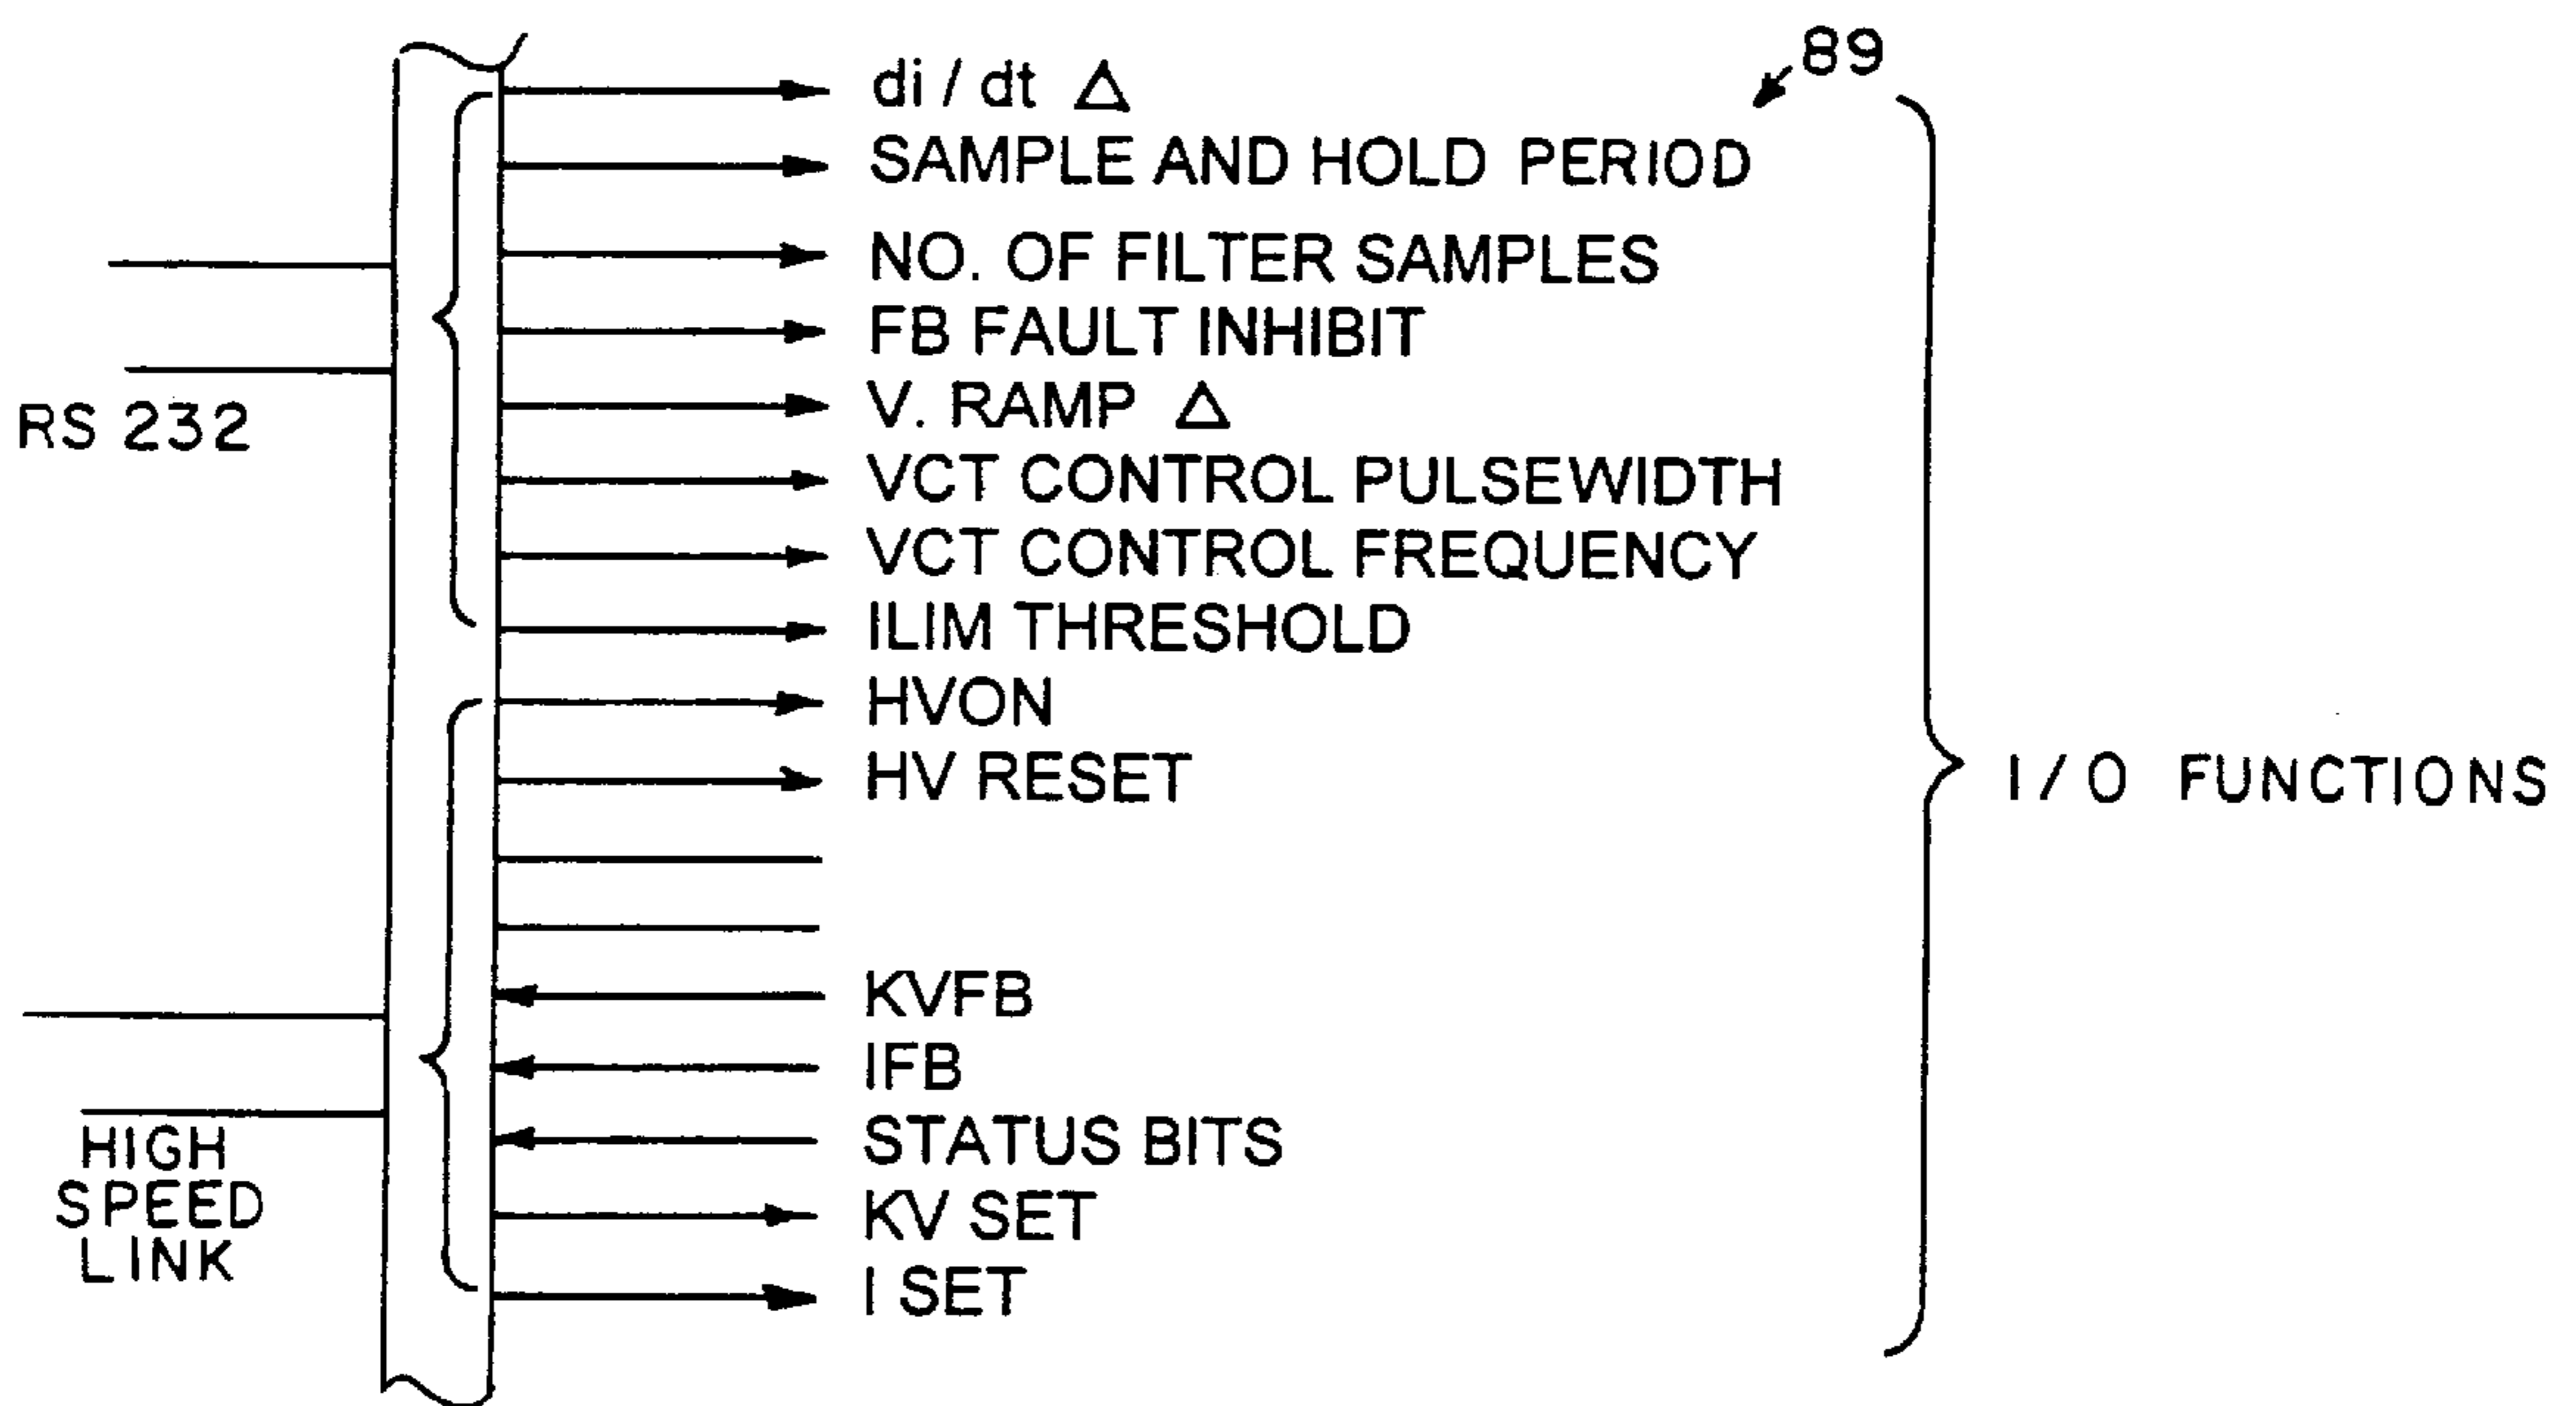 89
di / dt △
SAMPLE AND HOLD PERIOD
NO. OF FILTER SAMPLES
FB FAULT INHIBIT
V. RAMP △
VCT CONTROL PULSEWIDTH
VCT CONTROL FREQUENCY
ILIM THRESHOLD
HVON
HV RESET
KVFB
IFB
STATUS BITS
KV SET
I SET
RS 232
HIGH
SPEED
LINK
I/O FUNCTIONS